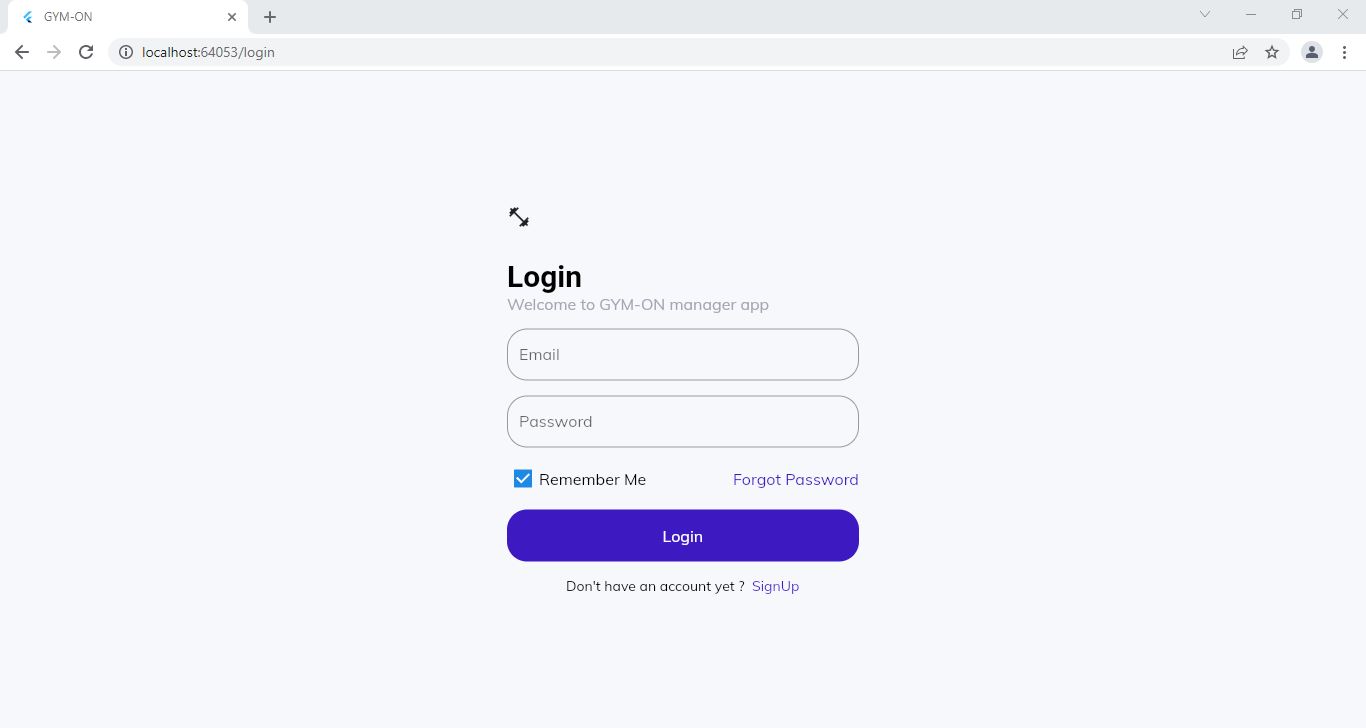 GYM-ON
localhost:64053/login
Login
Welcome to GYM-ON manager app
Email
Password
Remember Me Forgot Password
Login
Don't have an account yet ? SignUp